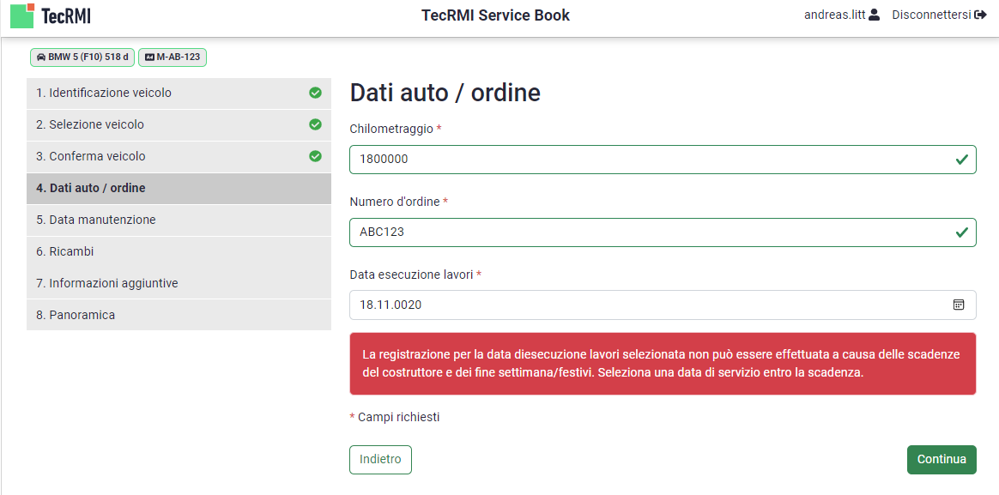 TecRMI
TecRMI Service Book
andreas.litt
Disconnettersi
BMW 5 (F10) 518 d
M-AB-123
1. Identificazione veicolo
2. Selezione veicolo
3. Conferma veicolo
4. Dati auto / ordine
5. Data manutenzione
6. Ricambi
7. Informazioni aggiuntive
8. Panoramica
Dati auto / ordine
Chilometraggio *
1800000
Numero d'ordine *
ABC123
Data esecuzione lavori *
18.11.0020
La registrazione per la data diesecuzione lavori selezionata non può essere effettuata a causa delle scadenze
del costruttore e dei fine settimana/festivi. Seleziona una data di servizio entro la scadenza.
* Campi richiesti
Indietro
Continua